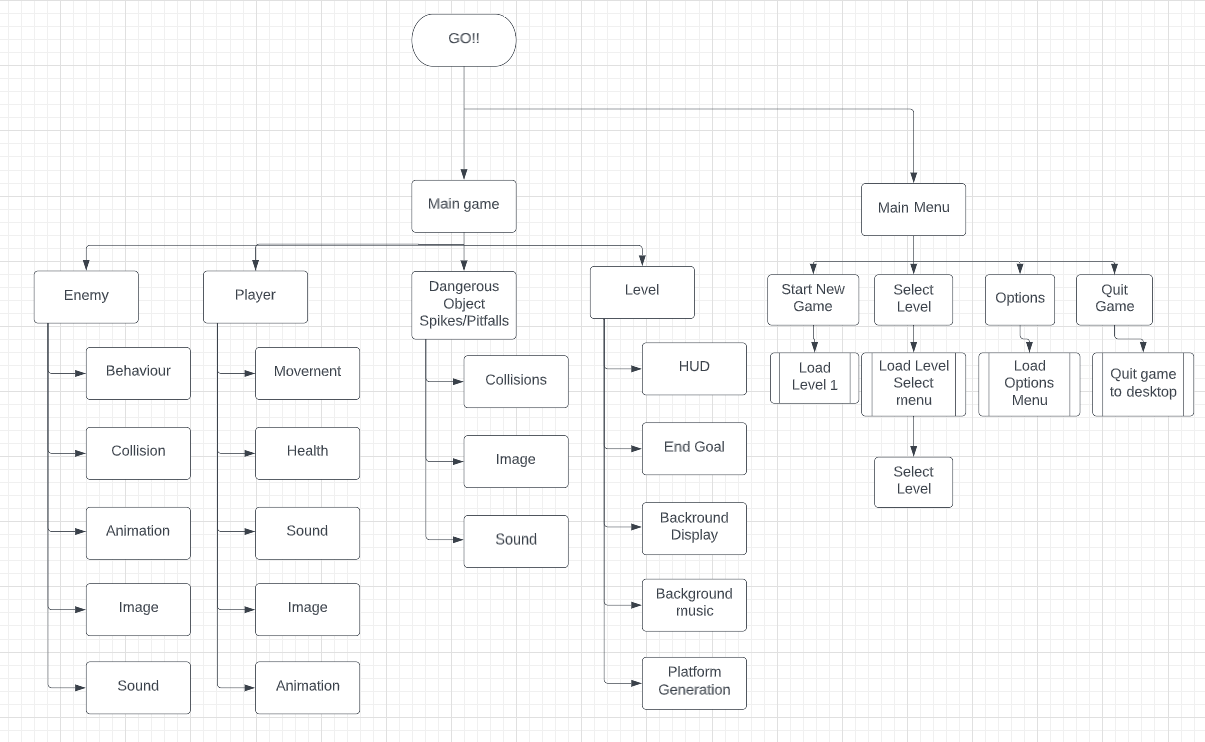 GO!!
Main game
Main Menu
Enemy
Player
Dangerous
Object
Spikes/Pitfalls
Level
Start New
Game
Select
Level
Options
Quit
Game
Behaviour
Collision
Animation
Image
Sound
Movement
Health
Sound
Image
Animation
Collisions
Image
Sound
HUD
End Goal
Backround
Display
Background
music
Platform
Generation
Load
Level 1
Load Level
Select
menu
Select
Level
Load
Options
Menu
Quit game
to desktop